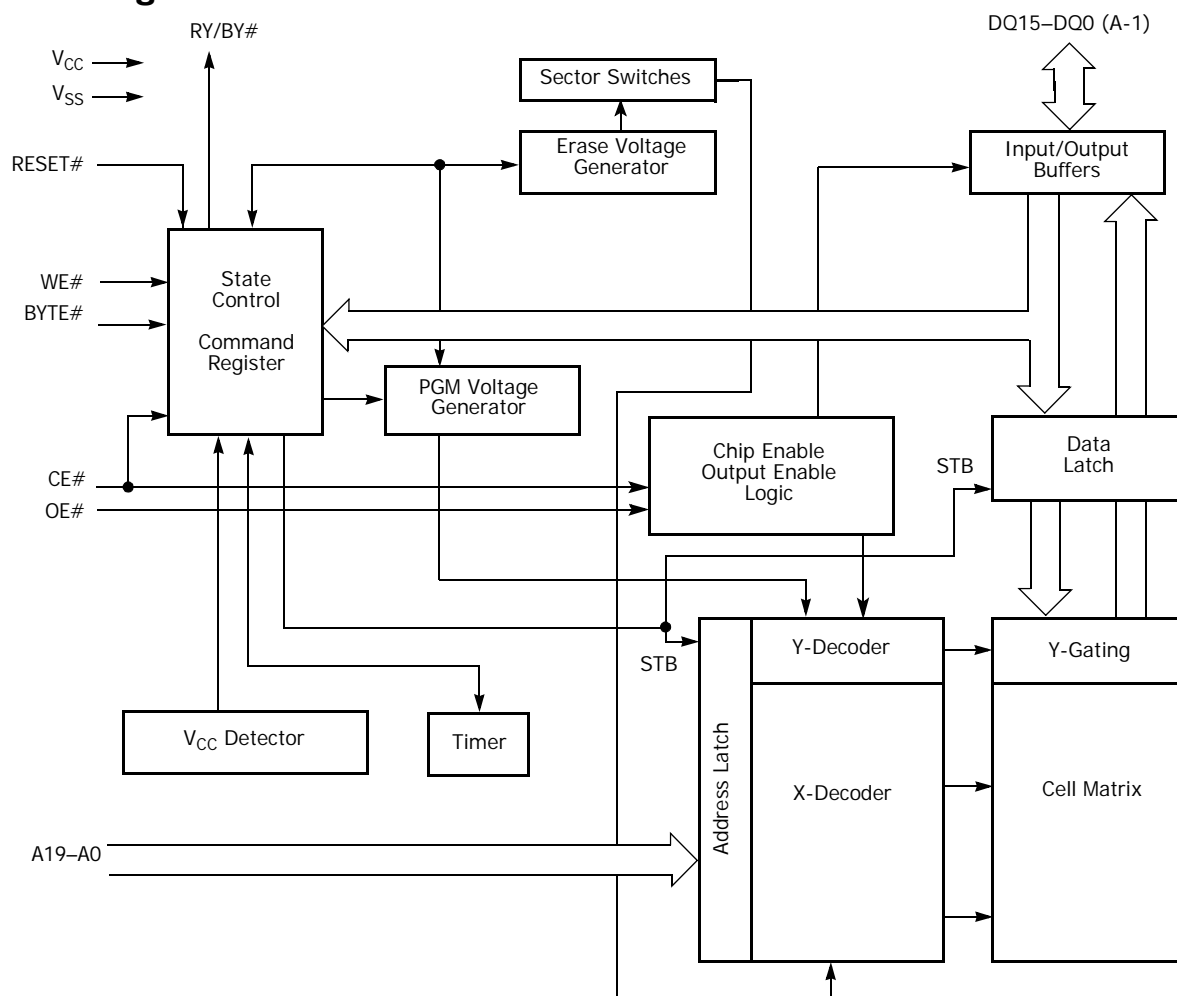 RY/BY#
DQ15–DQ0 (A-1)
VCC
VSS
Sector Switches
Erase Voltage
Generator
Input/Output
Buffers
RESET#
WE#
BYTE#
State
Control
Command
Register
PGM Voltage
Generator
Chip Enable
Output Enable
Logic
STB
Data
Latch
CE#
OE#
STB
Y-Decoder
Y-Gating
VCC Detector
Timer
Address Latch
X-Decoder
Cell Matrix
A19–A0